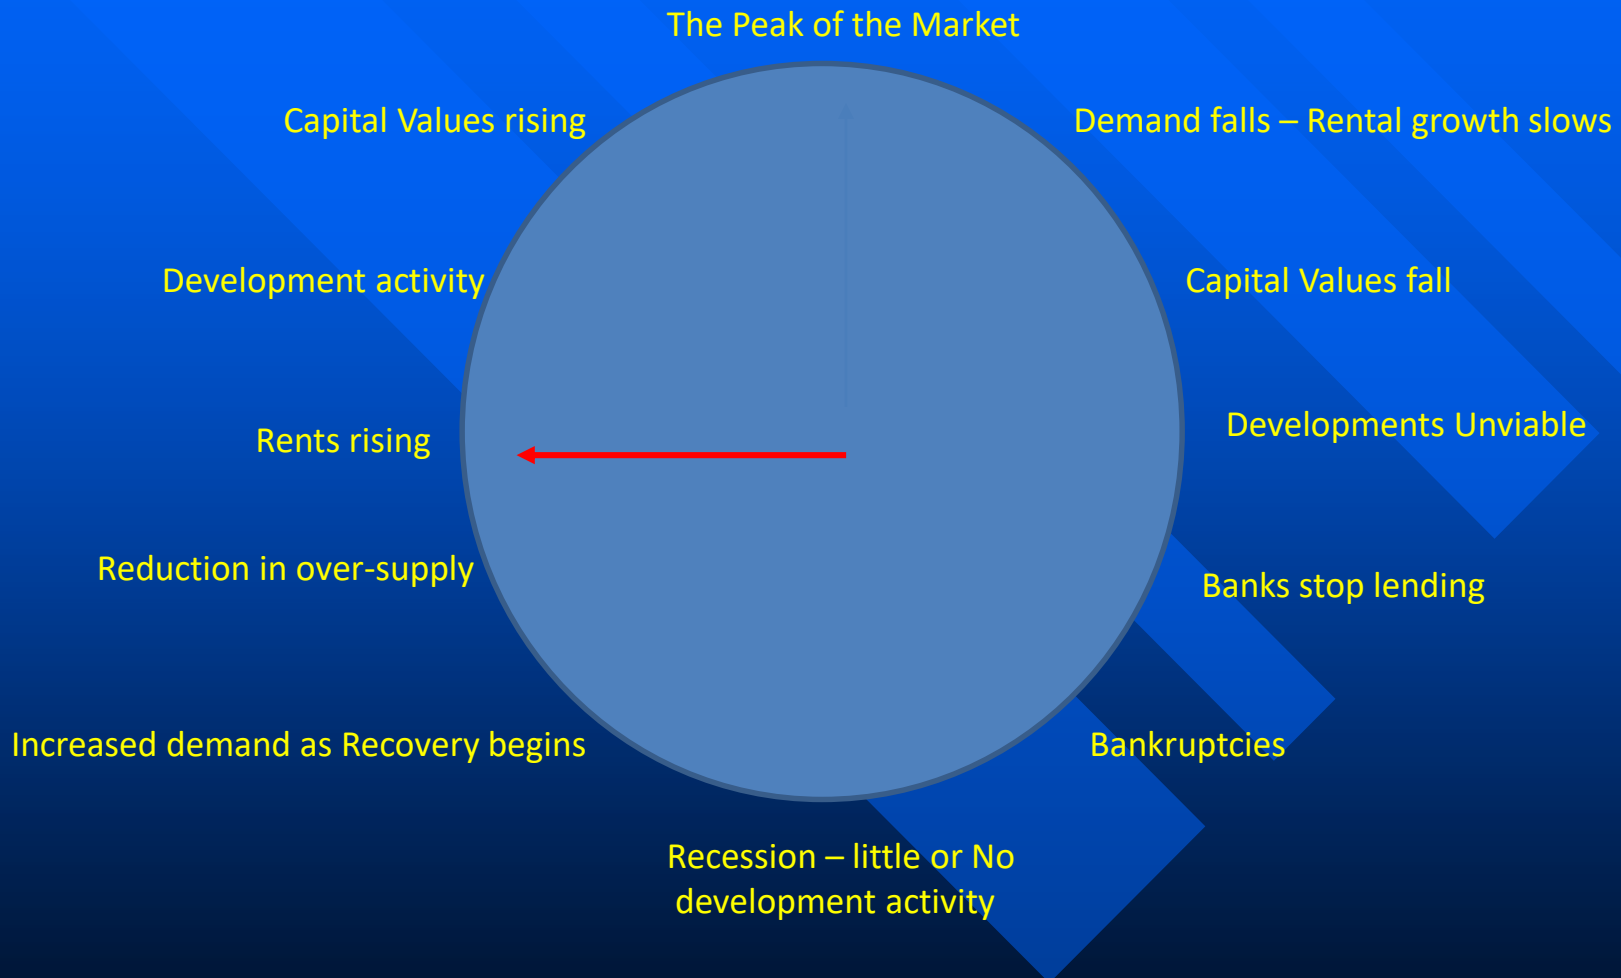 The Peak of the Market
Capital Values rising
Demand falls – Rental growth slows
Development activity
Capital Values fall
Rents rising
Developments Unviable
Reduction in over-supply
Banks stop lending
Increased demand as Recovery begins
Bankruptcies
Recession – little or No
development activity